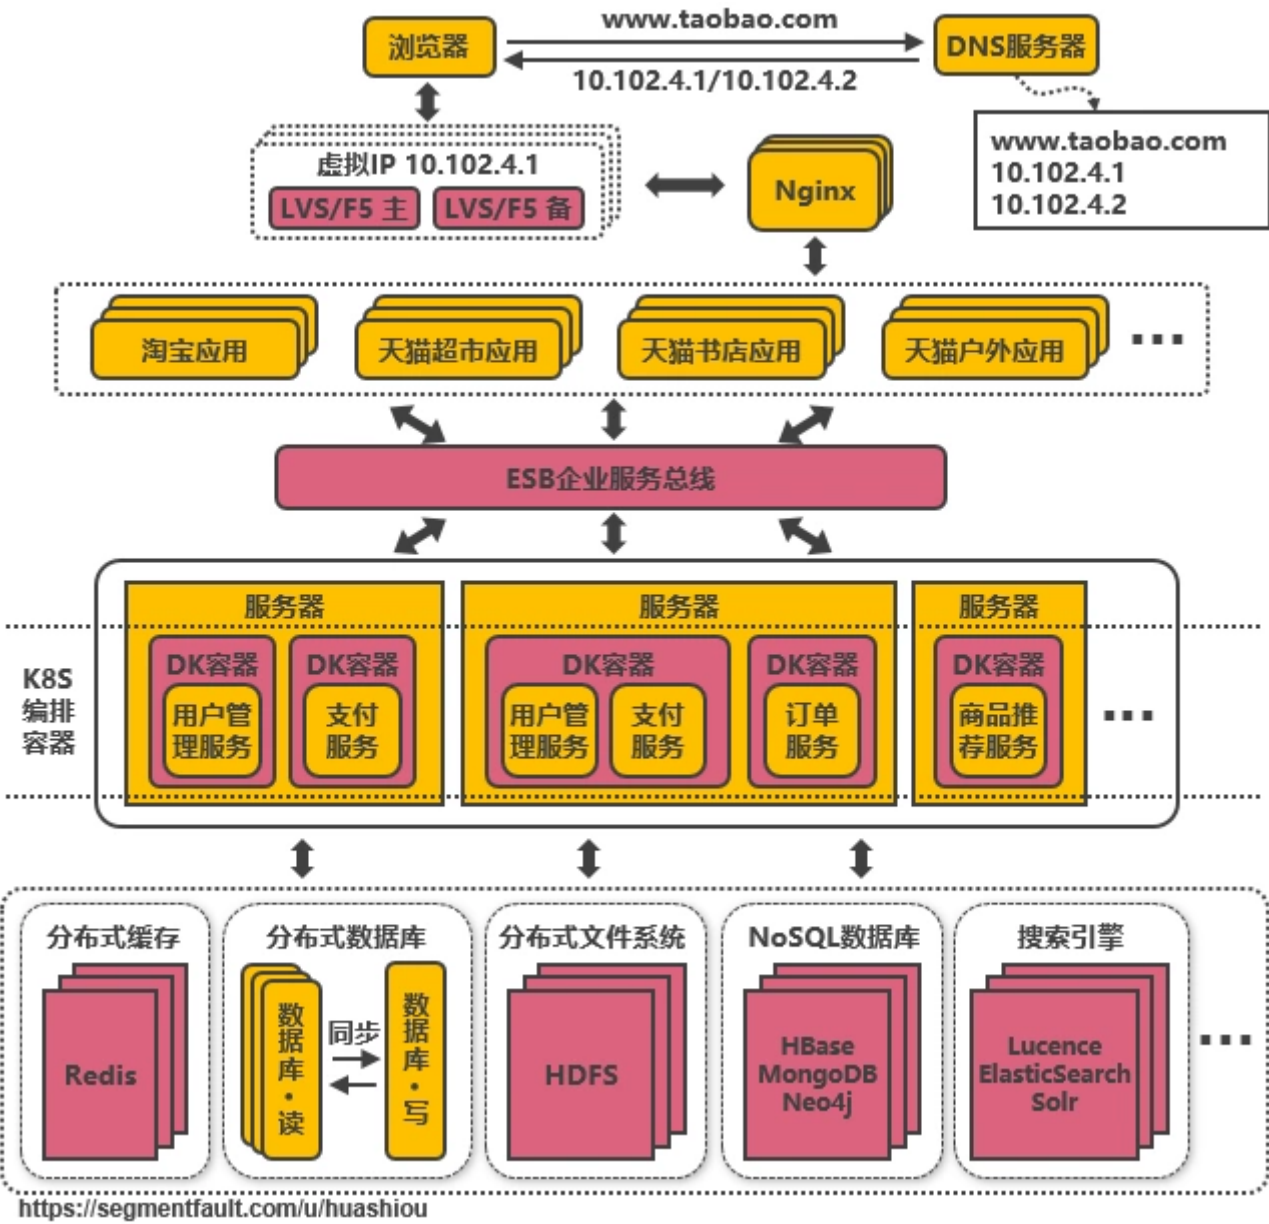 www.taobao.com
浏览器
DNS服务器
10.102.4.1/10.102.4.2
www.taobao.com
10.102.4.1
10.102.4.2
虚拟IP 10.102.4.1
LVS/F5 主
LVS/F5 备
Nginx
淘宝应用
天猫超市应用
天猫书店应用
天猫户外应用
...
ESB企业服务总线
K8S
编排
容器
服务器
DK容器
用户管
理服务
DK容器
支付
服务
服务器
DK容器
用户管
理服务
支付
服务
DK容器
订单
服务
服务器
DK容器
商品推
荐服务
...
分布式缓存
Redis
分布式数据库
数据库·读
同步
数据库·写
分布式文件系统
HDFS
NoSQL数据库
HBase
MongoDB
Neo4j
搜索引擎
Lucence
ElasticSearch
Solr
...
https://segmentfault.com/u/huashiou